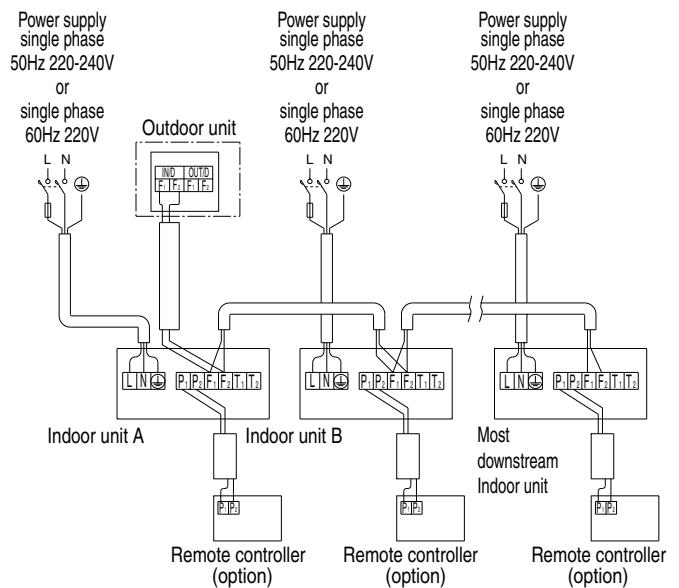 Power supply
single phase
50Hz 220-240V
or
single phase
60Hz 220V
L N
Outdoor unit
IN/D OUT/D
F1 F2 F1 F2
Power supply
single phase
50Hz 220-240V
or
single phase
60Hz 220V
L N
Power supply
single phase
50Hz 220-240V
or
single phase
60Hz 220V
L N
L N
P1 P2 F1 F2 T1 T2
L N
P1 P2 F1 F2 T1 T2
L N
P1 P2 F1 F2 T1 T2
Indoor unit A
Indoor unit B
Most
downstream
Indoor unit
P1 P2
P1 P2
P1 P2
Remote controller
(option)
Remote controller
(option)
Remote controller
(option)